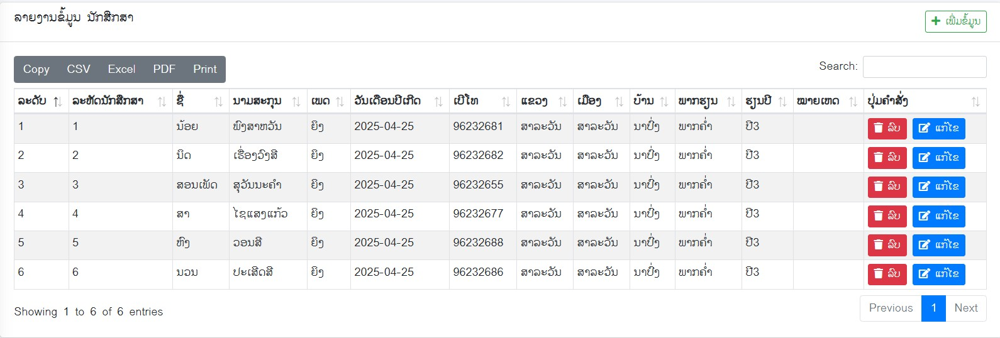 ລາຍງານຂໍ້ມູນ ນັກສຶກສາ
ເພີ່ມຂໍ້ມູນ
Copy CSV Excel PDF Print
Search:
ລະດັບ ລະຫັດນັກສຶກສາ ຊື່ ນາມສະກຸນ ເພດ ວັນເດືອນປີເກີດ ເບີໂທ ແຂວງ ເມືອງ ບ້ານ ພາກຮຽນ ຮຽນປີ ໝາຍເຫດ ປຸ່ມຄຳສັ່ງ
1 1 ນ້ອຍ ພົງສາຫວັນ ຍິງ 2025-04-25 96232681 ສາລະວັນ ສາລະວັນ ນາປົ່ງ ພາກຄ່ຳ ປີ3 ລົບ ແກ້ໄຂ
2 2 ນິດ ເຮື່ອງວົງສີ ຍິງ 2025-04-25 96232682 ສາລະວັນ ສາລະວັນ ນາປົ່ງ ພາກຄ່ຳ ປີ3 ລົບ ແກ້ໄຂ
3 3 ສອນເພັດ ສຸວັນນະຄຳ ຍິງ 2025-04-25 96232655 ສາລະວັນ ສາລະວັນ ນາປົ່ງ ພາກຄ່ຳ ປີ3 ລົບ ແກ້ໄຂ
4 4 ສາ ໄຊແສງແກ້ວ ຍິງ 2025-04-25 96232677 ສາລະວັນ ສາລະວັນ ນາປົ່ງ ພາກຄ່ຳ ປີ3 ລົບ ແກ້ໄຂ
5 5 ຫົງ ວອນສີ ຍິງ 2025-04-25 96232688 ສາລະວັນ ສາລະວັນ ນາປົ່ງ ພາກຄ່ຳ ປີ3 ລົບ ແກ້ໄຂ
6 6 ນວນ ປະເສີດສີ ຍິງ 2025-04-25 96232686 ສາລະວັນ ສາລະວັນ ນາປົ່ງ ພາກຄ່ຳ ປີ3 ລົບ ແກ້ໄຂ
Showing 1 to 6 of 6 entries
Previous 1 Next